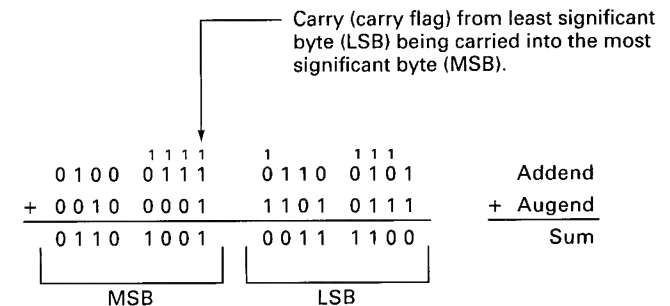 Carry (carry flag) from least significant
byte (LSB) being carried into the most
significant byte (MSB).
1 1 1 1 1 1 1 1
0 1 0 0 0 1 1 1 0 1 1 0 0 1 0 1 Addend
+ 0 0 1 0 0 0 0 1 1 1 0 1 0 1 1 1 + Augend
0 1 1 0 1 0 0 1 0 0 1 1 1 1 0 0 Sum
MSB LSB